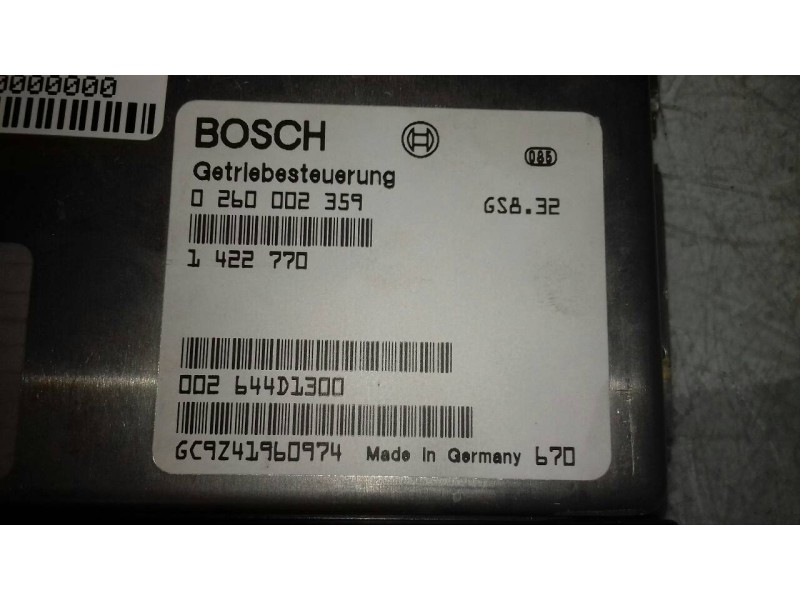 0000000
BOSCH
085
Getriebesteuerung
0 260 002 359
GS8.32
1 422 770
002 644D1300
GC9Z41960974 Made in Germany 670